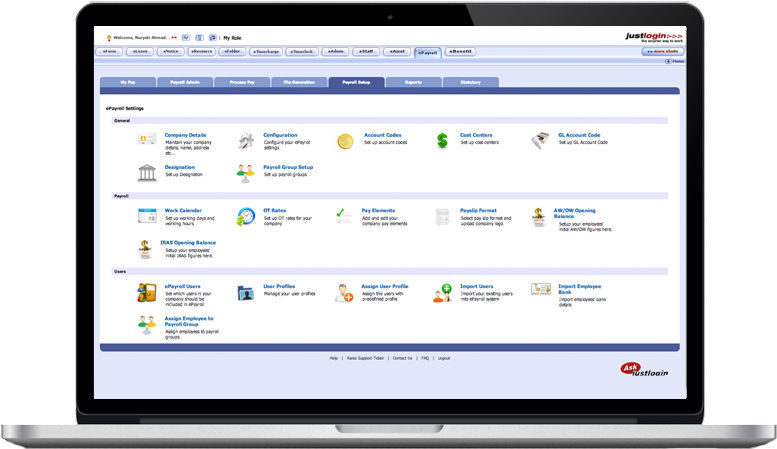 Welcome, Nuryati Ahmad.
My Role
justlogin>>>
the smarter way to work
eForm
eLeave
eNotice
eResource
eFolder
eTimecharge
eTimeclock
eAdmin
eStaff
eAsset
ePayroll
eBenefit
Home
My Pay
Payroll Admin
Process Pay
File Generation
Payroll Setup
Reports
Statutory
ePayroll Settings
General
Company Details
Maintain your company
details, name, address
etc...
Configuration
Configure your ePayroll
settings
Account Codes
Set up account codes
Cost Centers
Set up cost centers
GL Account Code
Set up GL Account Code
Designation
Set up Designation
Payroll Group Setup
Set up payroll groups
Payroll
Work Calendar
Set up working days and
working hours
OT Rates
Set up OT rates for your
company
Pay Elements
Add and edit your
company pay elements
Payslip Format
Select pay slip format and
upload company logo
AW/OW Opening
Balance
Setup your employees'
initial AW/OW figures here.
IRAS Opening Balance
Setup your employees'
initial IRAS figures here.
Users
ePayroll Users
Set which users in your
company should be
included in ePayroll
User Profiles
Manage your user profiles
Assign User Profile
Assign the users with
predefined profile
Import Users
Import your existing users
into ePayroll system
Import Employee
Bank
Import employees' bank
details
Assign Employee to
Payroll Group
Assign employees to payroll
groups
Help | Raise Support Ticket | Contact Us | FAQ | Logout
Ask
justlogin